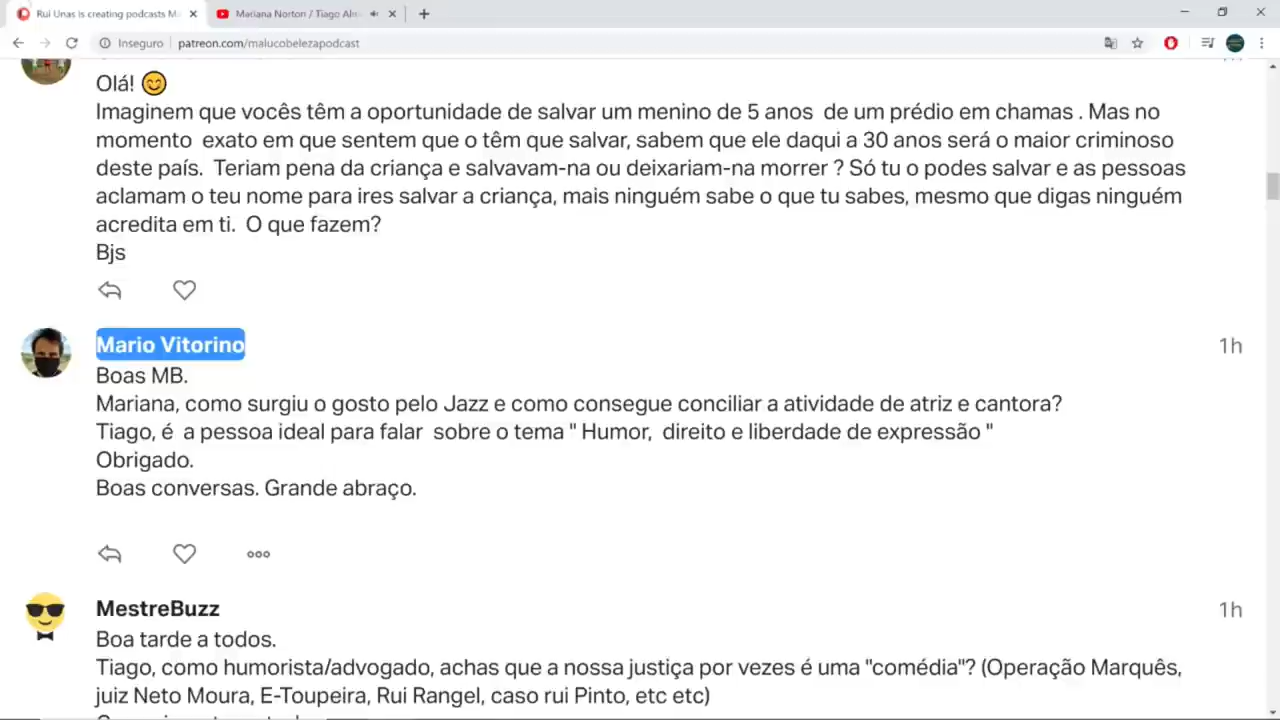 Rui Unas is creating podcasts M
Mariana Norton / Tiago Alm
Inseguro
patreon.com/malucobelezapodcast
Olá! 😊
Imaginem que vocês têm a oportunidade de salvar um menino de 5 anos de um prédio em chamas . Mas no
momento exato em que sentem que o têm que salvar, sabem que ele daqui a 30 anos será o maior criminoso
deste país. Teriam pena da criança e salvavam-na ou deixariam-na morrer ? Só tu o podes salvar e as pessoas
aclamam o teu nome para ires salvar a criança, mais ninguém sabe o que tu sabes, mesmo que digas ninguém
acredita em ti. O que fazem?
Bjs
Mario Vitorino
1h
Boas MB.
Mariana, como surgiu o gosto pelo Jazz e como consegue conciliar a atividade de atriz e cantora?
Tiago, é a pessoa ideal para falar sobre o tema " Humor, direito e liberdade de expressão "
Obrigado.
Boas conversas. Grande abraço.
MestreBuzz
1h
Boa tarde a todos.
Tiago, como humorista/advogado, achas que a nossa justiça por vezes é uma "comédia"? (Operação Marquês,
juiz Neto Moura, E-Toupeira, Rui Rangel, caso rui Pinto, etc etc)